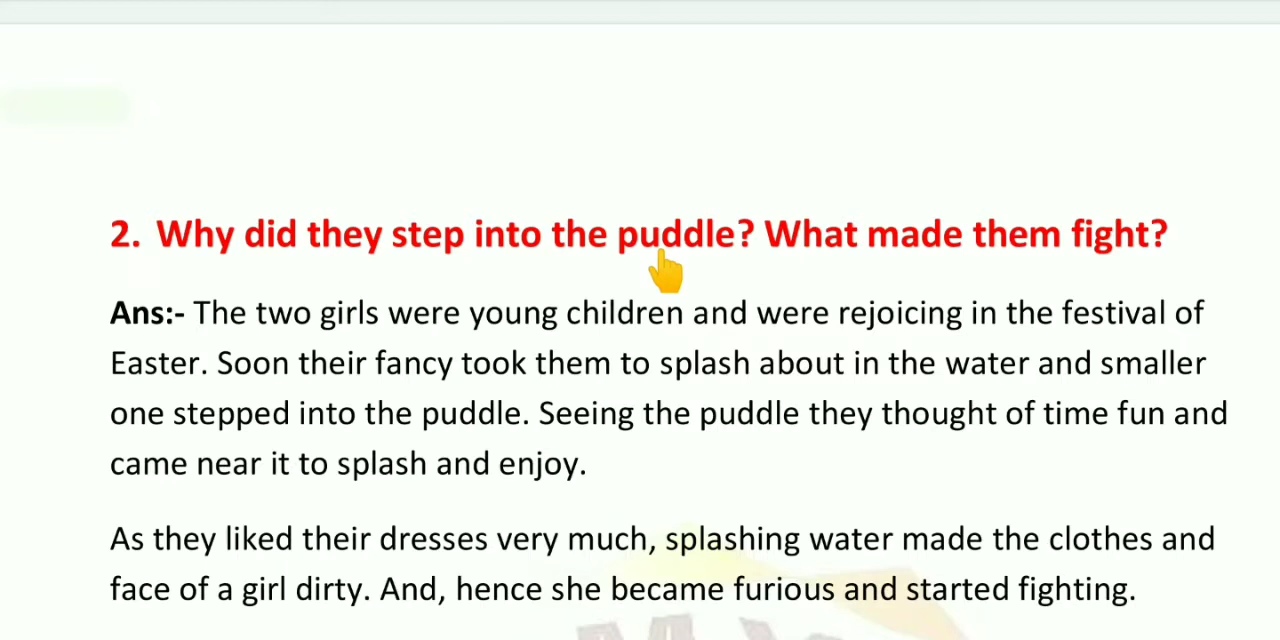 2. Why did they step into the puddle? What made them fight?
Ans:- The two girls were young children and were rejoicing in the festival of
Easter. Soon their fancy took them to splash about in the water and smaller
one stepped into the puddle. Seeing the puddle they thought of time fun and
came near it to splash and enjoy.
As they liked their dresses very much, splashing water made the clothes and
face of a girl dirty. And, hence she became furious and started fighting.